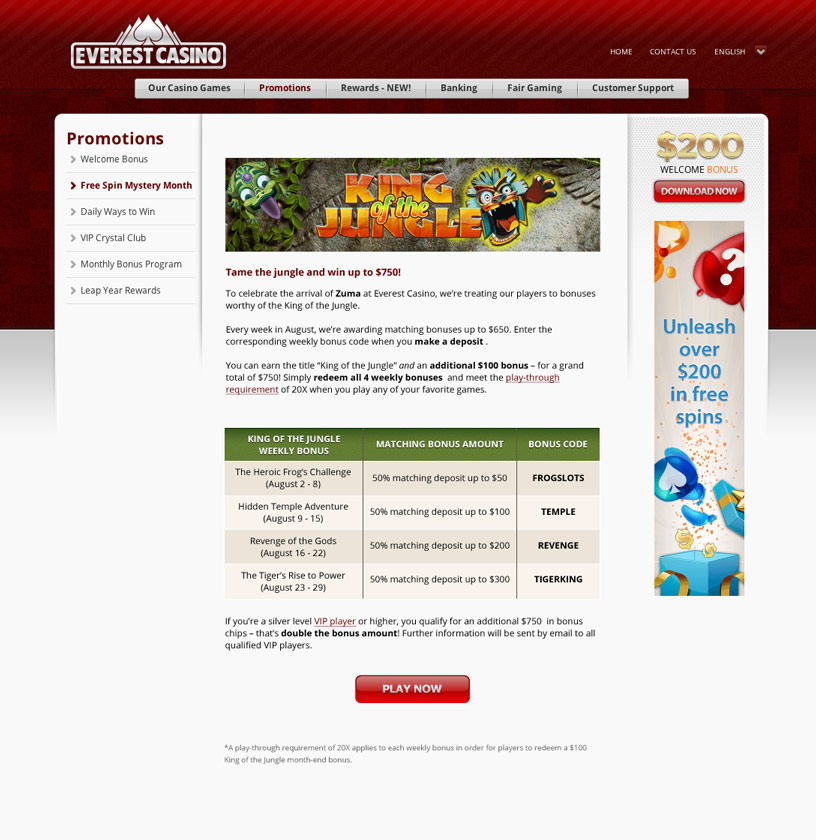 EVEREST CASINO
HOME CONTACT US ENGLISH
Our Casino Games Promotions Rewards - NEW! Banking Fair Gaming Customer Support
Promotions
Welcome Bonus
Free Spin Mystery Month
Daily Ways to Win
VIP Crystal Club
Monthly Bonus Program
Leap Year Rewards
KING
of the
JUNGLE
Tame the jungle and win up to $750!
To celebrate the arrival of Zuma at Everest Casino, we’re treating our players to bonuses
worthy of the King of the Jungle.
Every week in August, we’re awarding matching bonuses up to $650. Enter the
corresponding weekly bonus code when you make a deposit .
You can earn the title “King of the Jungle” and an additional $100 bonus – for a grand
total of $750! Simply redeem all 4 weekly bonuses and meet the play-through
requirement of 20X when you play any of your favorite games.
KING OF THE JUNGLE
WEEKLY BONUS
MATCHING BONUS AMOUNT
BONUS CODE
The Heroic Frog’s Challenge
(August 2 - 8)
50% matching deposit up to $50
FROGSLOTS
Hidden Temple Adventure
(August 9 - 15)
50% matching deposit up to $100
TEMPLE
Revenge of the Gods
(August 16 - 22)
50% matching deposit up to $200
REVENGE
The Tiger’s Rise to Power
(August 23 - 29)
50% matching deposit up to $300
TIGERKING
If you’re a silver level VIP player or higher, you qualify for an additional $750 in bonus
chips – that’s double the bonus amount! Further information will be sent by email to all
qualified VIP players.
PLAY NOW
*A play-through requirement of 20X applies to each weekly bonus in order for players to redeem a $100
King of the Jungle month-end bonus.
$200
WELCOME BONUS
DOWNLOAD NOW
?
Unleash
over
$200
in free
spins
$
$